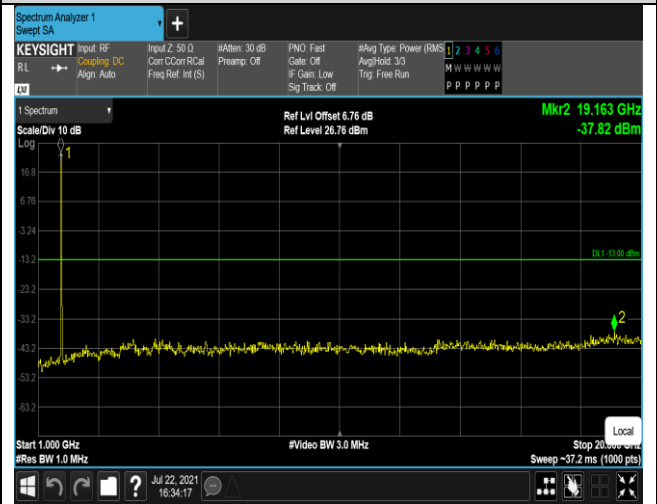 Spectrum Analyzer 1
Swept SA
+
KEYSIGHT Input: RF Input Z: 50 Ω #Atten: 30 dB PNO: Fast #Avg Type: Power (RMS 1 2 3 4 5 6
RL Coupling: DC Corr CCorr RCal Preamp: Off Gate: Off Avg|Hold: 3/3 M W W W W W
Align: Auto Freq Ref: Int (S) IF Gain: Low Trig: Free Run
LXI Sig Track: Off P P P P P P
1 Spectrum
Ref Lvl Offset 6.76 dB Mkr2 19.163 GHz
Scale/Div 10 dB Ref Level 26.76 dBm -37.82 dBm
Log
1
16.8
6.76
-3.24
DL1 -13.00 dBm
-13.2
-23.2
2
-33.2
-43.2
-53.2
-63.2
Local
Start 1.000 GHz #Video BW 3.0 MHz Stop
#Res BW 1.0 MHz Sweep ~37.2 ms (1000 pts)
? Jul 22, 2021
16:34:17